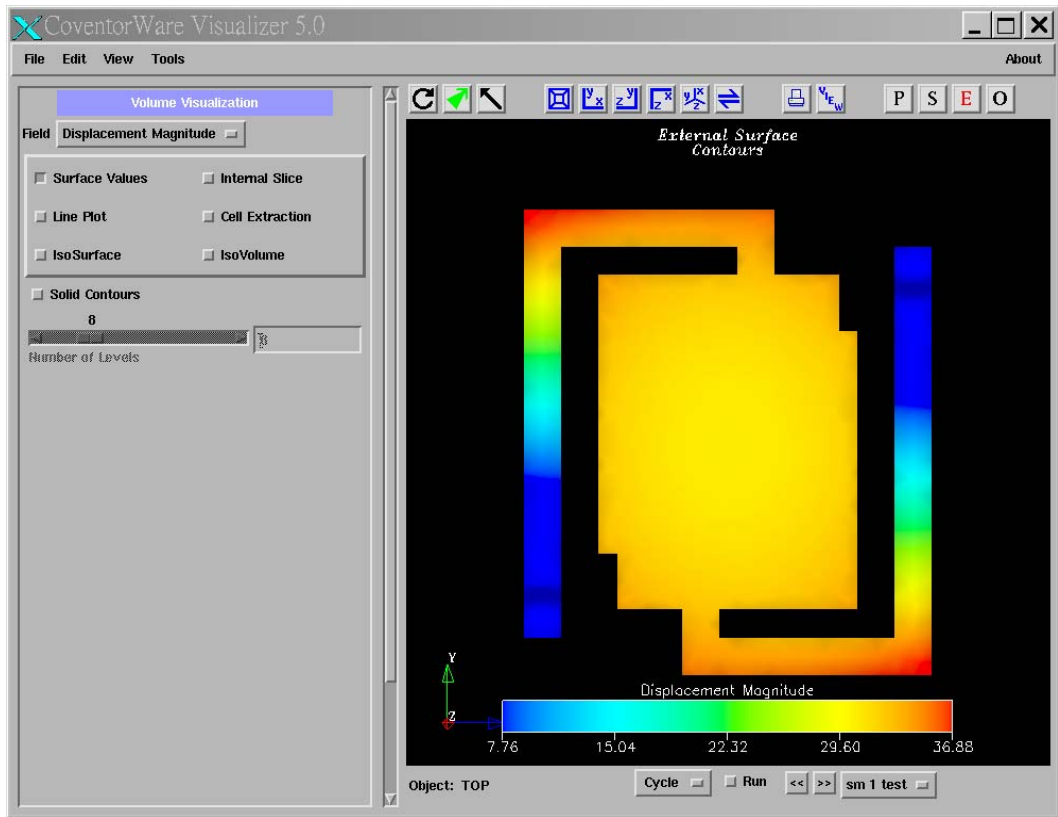 CoventorWare Visualizer 5.0
File Edit View Tools About
Volume Visualization
Field Displacement Magnitude
Surface Values Internal Slice
Line Plot Cell Extraction
IsoSurface IsoVolume
Solid Contours
8
8
Number of Levels
y x z y z x y x z V I E W P S E O
External Surface
Contours
Y
Z
Displacement Magnitude
7.76 15.04 22.32 29.60 36.88
Object: TOP Cycle Run << >> sm 1 test